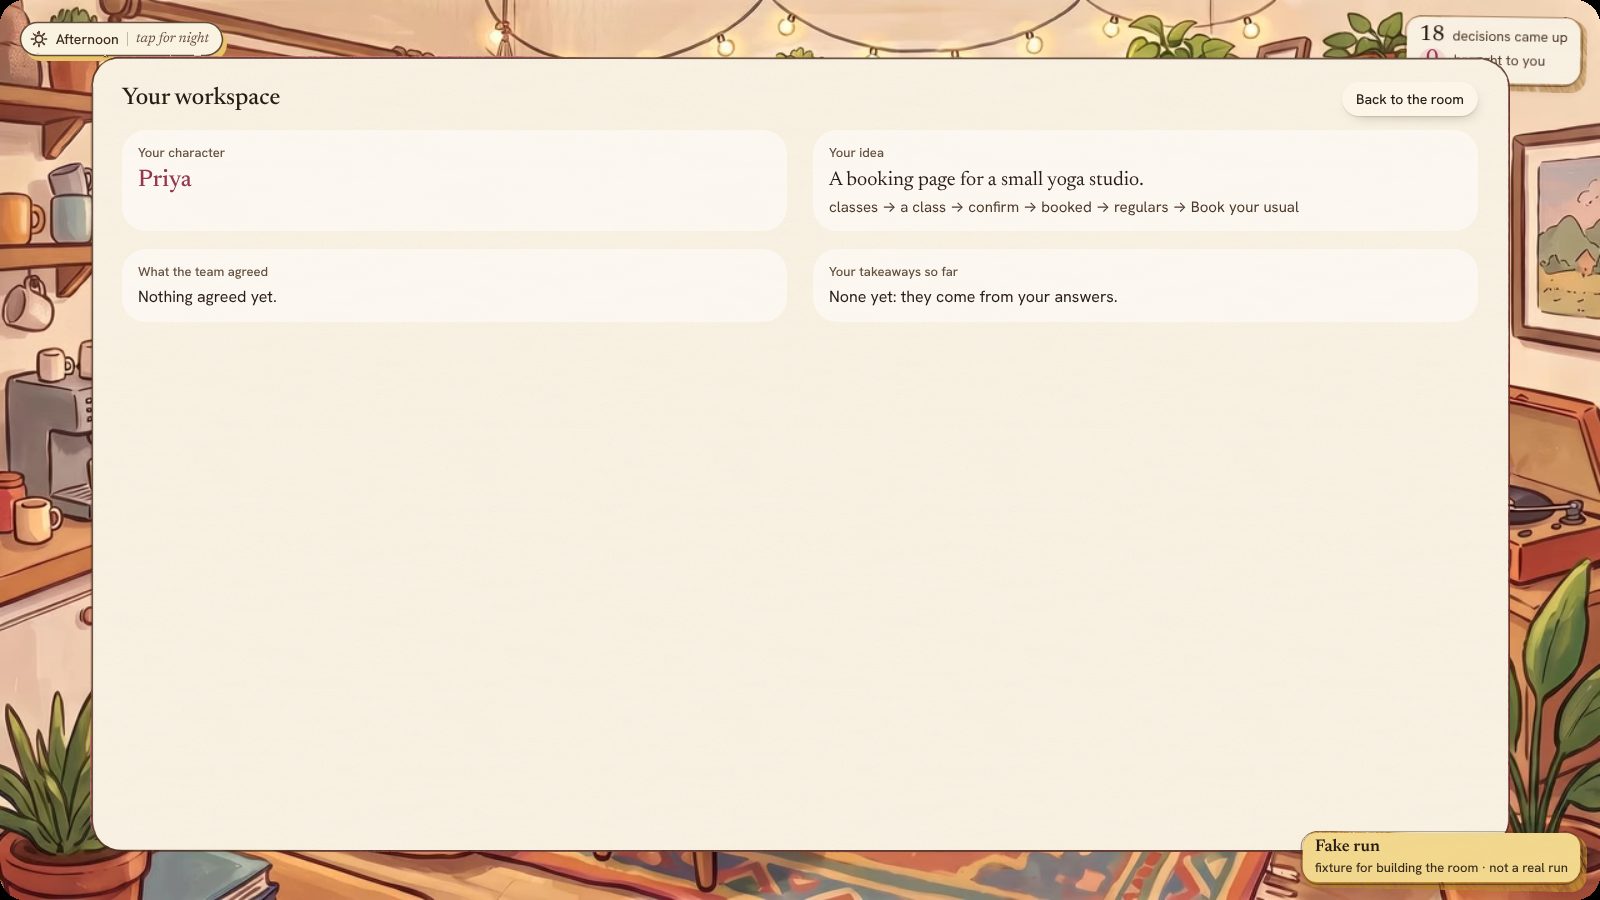 Afternoon | tap for night
18 decisions came up
0 to you
Your workspace
Back to the room
Your character
Priya
Your idea
A booking page for a small yoga studio.
classes → a class → confirm → booked → regulars → Book your usual
What the team agreed
Nothing agreed yet.
Your takeaways so far
None yet: they come from your answers.
Fake run
fixture for building the room · not a real run